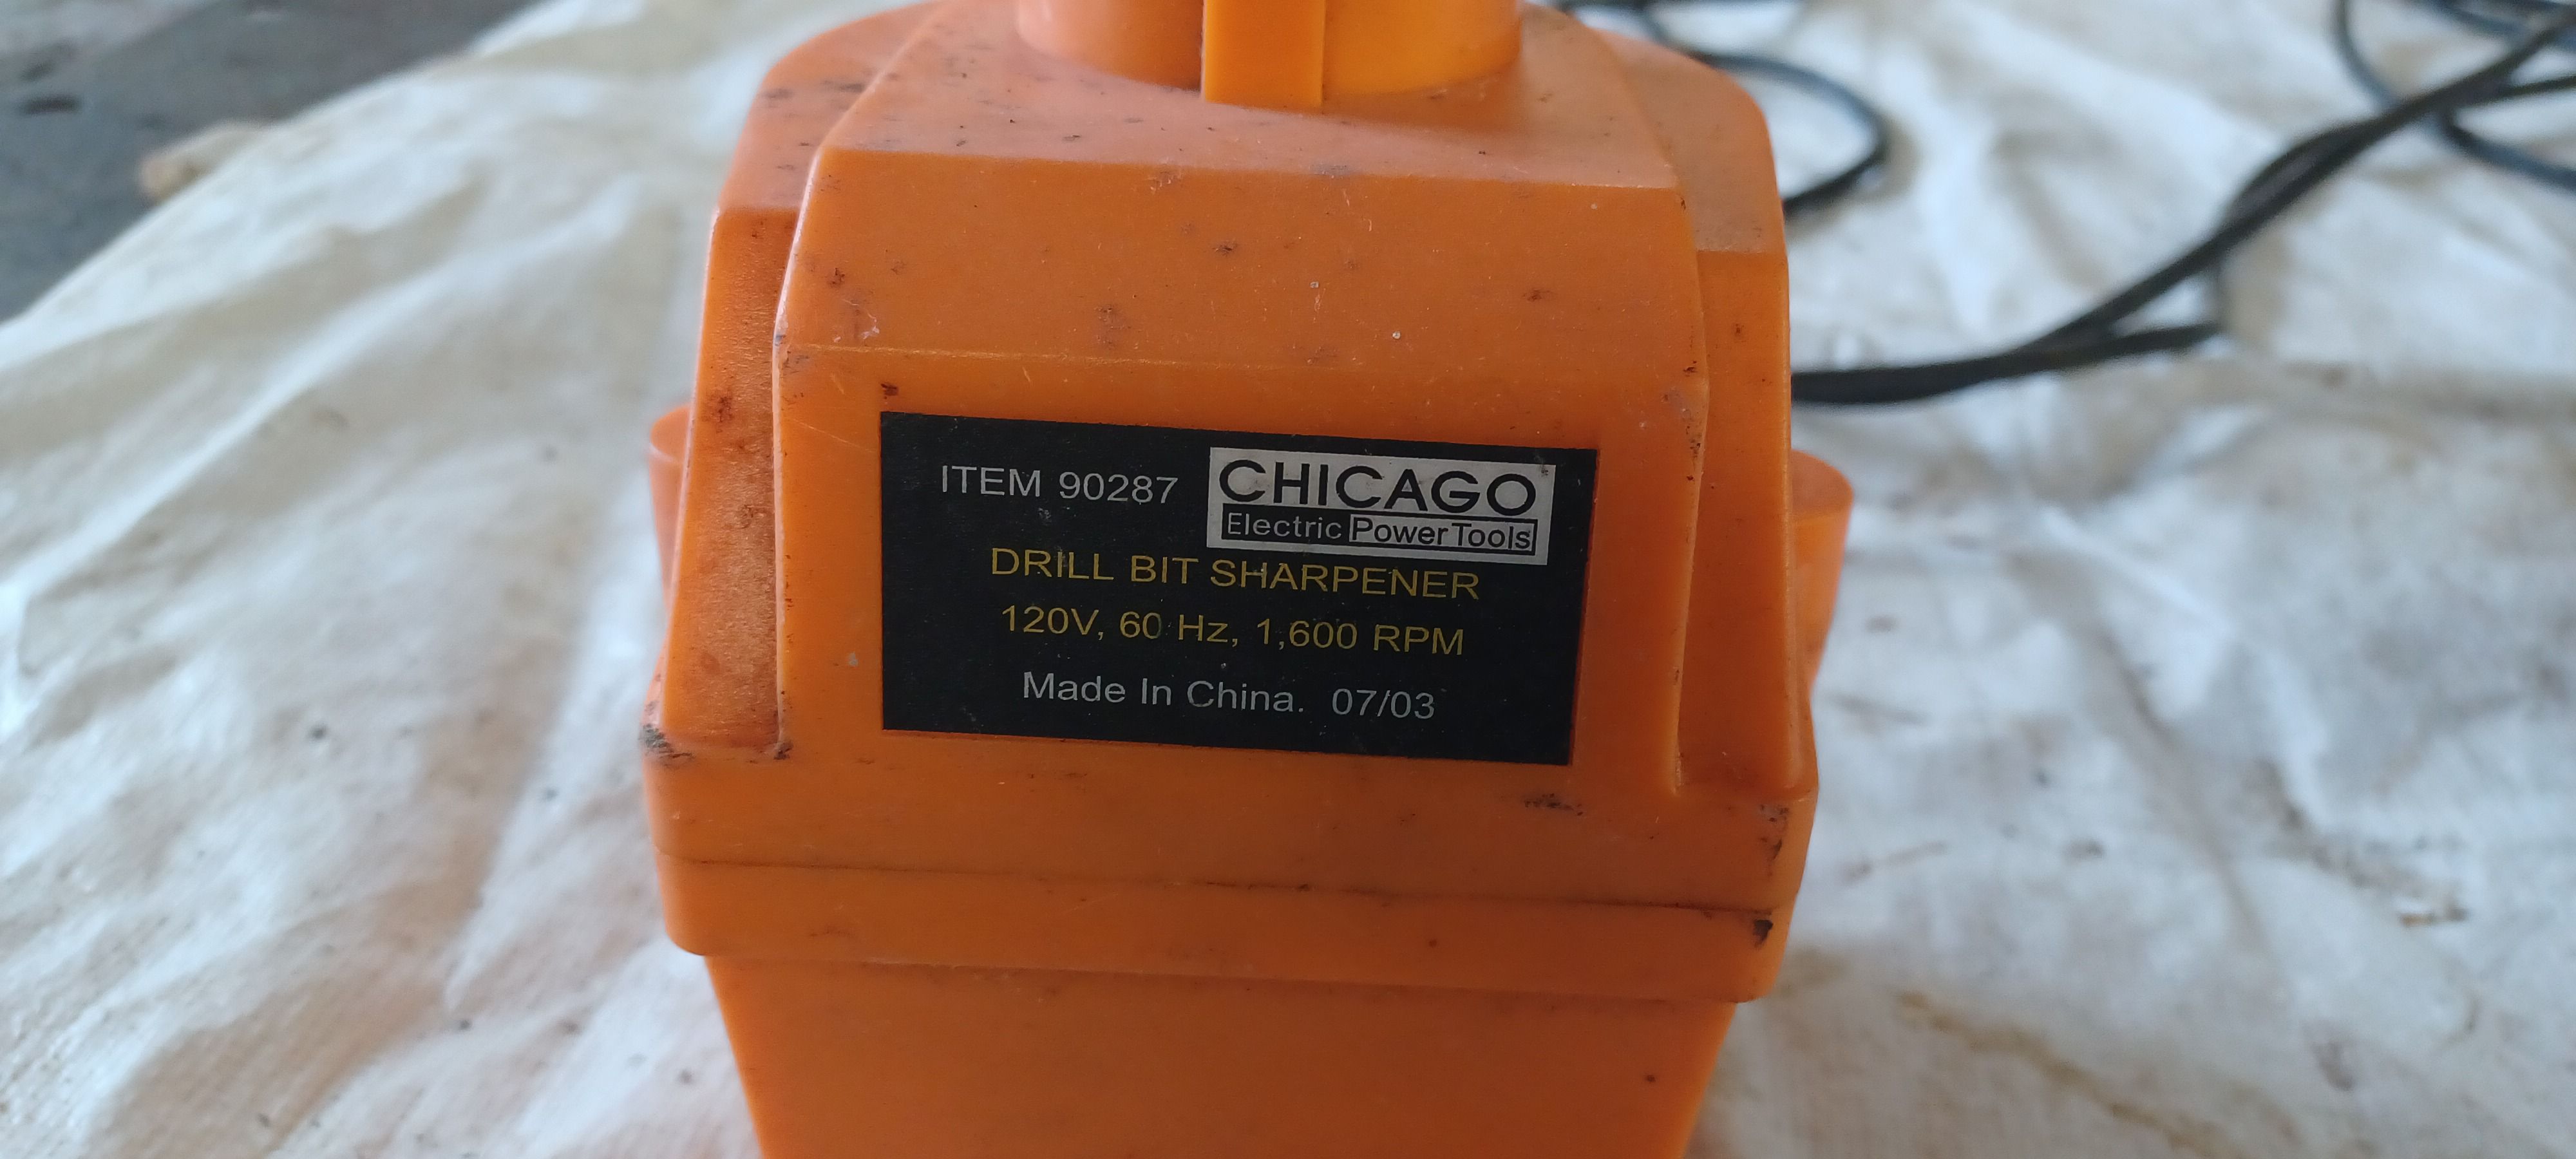 ITEM 90287
CHICAGO
Electric Power Tools
DRILL BIT SHARPENER
120V, 60 Hz, 1,600 RPM
Made In China. 07/03